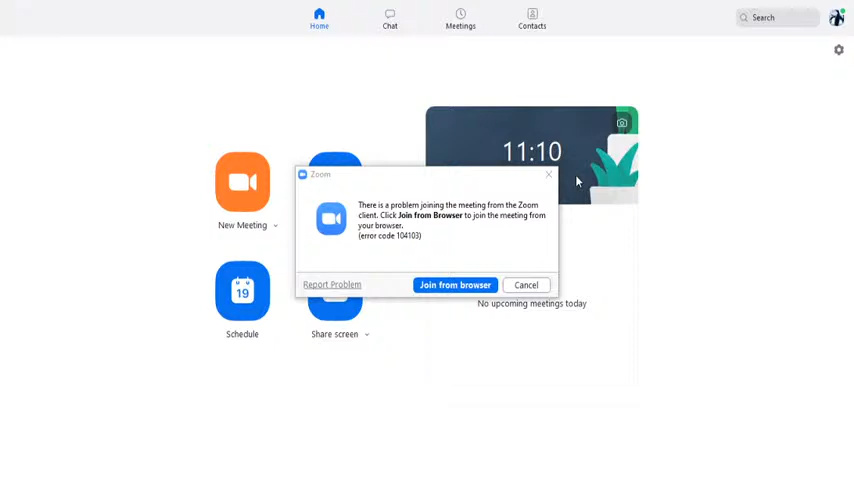 Home
Chat
Meetings
Contacts
Search
11:10
Zoom
There is a problem joining the meeting from the Zoom
client. Click Join from Browser to join the meeting from
your browser.
(error code 104103)
New Meeting
Report Problem
Join from browser
Cancel
19
No upcoming meetings today
Schedule
Share screen